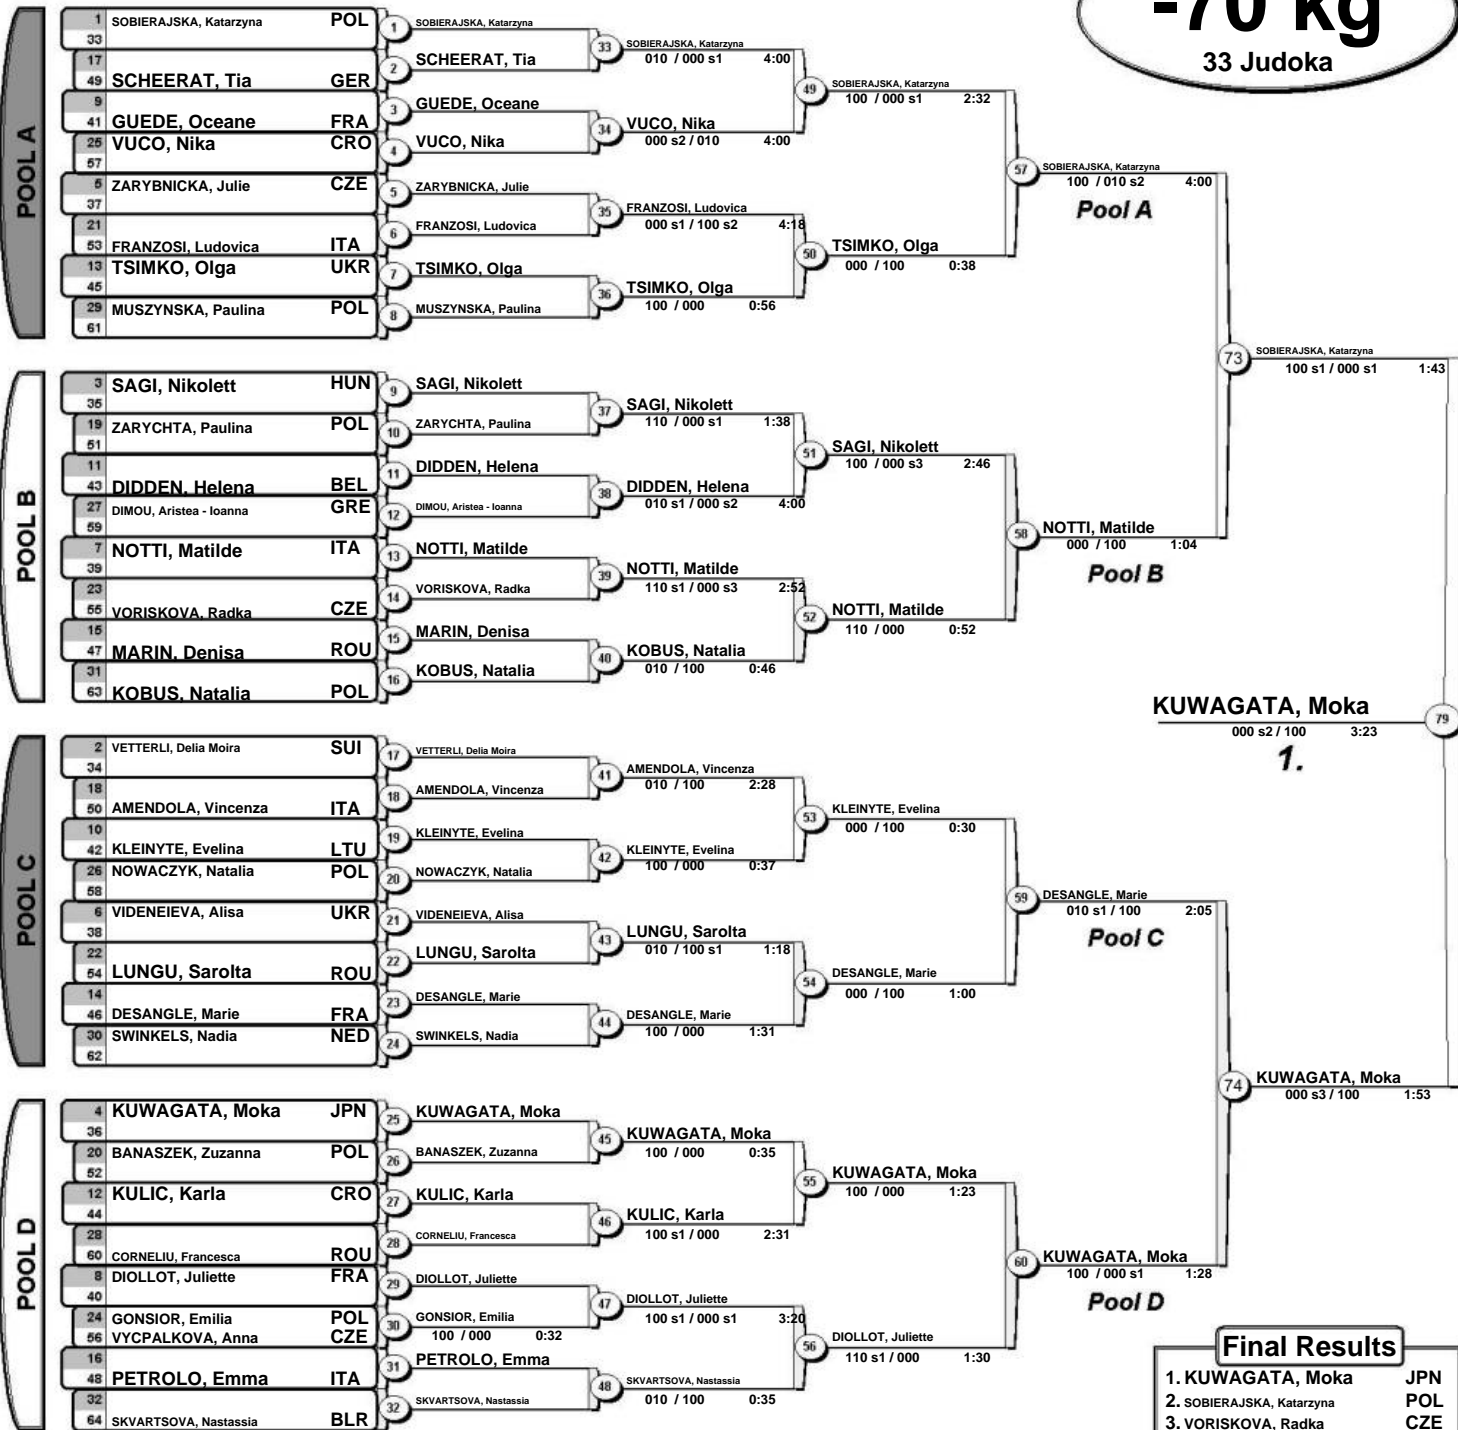 -70 kg
33 Judoka
POOL A
1 SOBIERAJSKA, Katarzyna POL
33
17
49 SCHEERAT, Tia GER
9
41 GUEDE, Oceane FRA
25 VUCO, Nika CRO
57
5 ZARYBNICKA, Julie CZE
37
21
53 FRANZOSI, Ludovica ITA
13 TSIMKO, Olga UKR
45
29 MUSZYNSKA, Paulina POL
61
1 SOBIERAJSKA, Katarzyna
2 SCHEERAT, Tia
3 GUEDE, Oceane
4 VUCO, Nika
5 ZARYBNICKA, Julie
6 FRANZOSI, Ludovica
7 TSIMKO, Olga
8 MUSZYNSKA, Paulina
33 SOBIERAJSKA, Katarzyna
010 / 000 s1 4:00
34 VUCO, Nika
000 s2 / 010 4:00
35 FRANZOSI, Ludovica
000 s1 / 100 s2 4:18
36 TSIMKO, Olga
100 / 000 0:56
49 SOBIERAJSKA, Katarzyna
100 / 000 s1 2:32
50 TSIMKO, Olga
000 / 100 0:38
57 SOBIERAJSKA, Katarzyna
100 / 010 s2 4:00
Pool A
POOL B
3 SAGI, Nikolett HUN
35
19 ZARYCHTA, Paulina POL
51
11
43 DIDDEN, Helena BEL
27 DIMOU, Aristea - Ioanna GRE
59
7 NOTTI, Matilde ITA
39
23
55 VORISKOVA, Radka CZE
15
47 MARIN, Denisa ROU
31
63 KOBUS, Natalia POL
9 SAGI, Nikolett
10 ZARYCHTA, Paulina
11 DIDDEN, Helena
12 DIMOU, Aristea - Ioanna
13 NOTTI, Matilde
14 VORISKOVA, Radka
15 MARIN, Denisa
16 KOBUS, Natalia
37 SAGI, Nikolett
110 / 000 s1 1:38
38 DIDDEN, Helena
010 s1 / 000 s2 4:00
39 NOTTI, Matilde
110 s1 / 000 s3 2:52
40 KOBUS, Natalia
010 / 100 0:46
51 SAGI, Nikolett
100 / 000 s3 2:46
52 NOTTI, Matilde
110 / 000 0:52
58 NOTTI, Matilde
000 / 100 1:04
Pool B
73 SOBIERAJSKA, Katarzyna
100 s1 / 000 s1 1:43
KUWAGATA, Moka 79
000 s2 / 100 3:23
1.
POOL C
2 VETTERLI, Delia Moira SUI
34
18
50 AMENDOLA, Vincenza ITA
10
42 KLEINYTE, Evelina LTU
26 NOWACZYK, Natalia POL
58
6 VIDENEIEVA, Alisa UKR
38
22
54 LUNGU, Sarolta ROU
14
46 DESANGLE, Marie FRA
30 SWINKELS, Nadia NED
62
17 VETTERLI, Delia Moira
18 AMENDOLA, Vincenza
19 KLEINYTE, Evelina
20 NOWACZYK, Natalia
21 VIDENEIEVA, Alisa
22 LUNGU, Sarolta
23 DESANGLE, Marie
24 SWINKELS, Nadia
41 AMENDOLA, Vincenza
010 / 100 2:28
42 KLEINYTE, Evelina
100 / 000 0:37
43 LUNGU, Sarolta
010 / 100 s1 1:18
44 DESANGLE, Marie
100 / 000 1:31
53 KLEINYTE, Evelina
000 / 100 0:30
54 DESANGLE, Marie
000 / 100 1:00
59 DESANGLE, Marie
010 s1 / 100 2:05
Pool C
POOL D
4 KUWAGATA, Moka JPN
36
20 BANASZEK, Zuzanna POL
52
12 KULIC, Karla CRO
44
28
60 CORNELIU, Francesca ROU
8 DIOLLOT, Juliette FRA
40
24 GONSIOR, Emilia POL
56 VYCPALKOVA, Anna CZE
16
48 PETROLO, Emma ITA
32
64 SKVARTSOVA, Nastassia BLR
25 KUWAGATA, Moka
26 BANASZEK, Zuzanna
27 KULIC, Karla
28 CORNELIU, Francesca
29 DIOLLOT, Juliette
30 GONSIOR, Emilia
100 / 000 0:32
31 PETROLO, Emma
32 SKVARTSOVA, Nastassia
45 KUWAGATA, Moka
100 / 000 0:35
46 KULIC, Karla
100 s1 / 000 2:31
47 DIOLLOT, Juliette
100 s1 / 000 s1 3:20
48 SKVARTSOVA, Nastassia
010 / 100 0:35
55 KUWAGATA, Moka
100 / 000 1:23
56 DIOLLOT, Juliette
110 s1 / 000 1:30
60 KUWAGATA, Moka
100 / 000 s1 1:28
Pool D
74 KUWAGATA, Moka
000 s3 / 100 1:53
Final Results
1. KUWAGATA, Moka JPN
2. SOBIERAJSKA, Katarzyna POL
3. VORISKOVA, Radka CZE